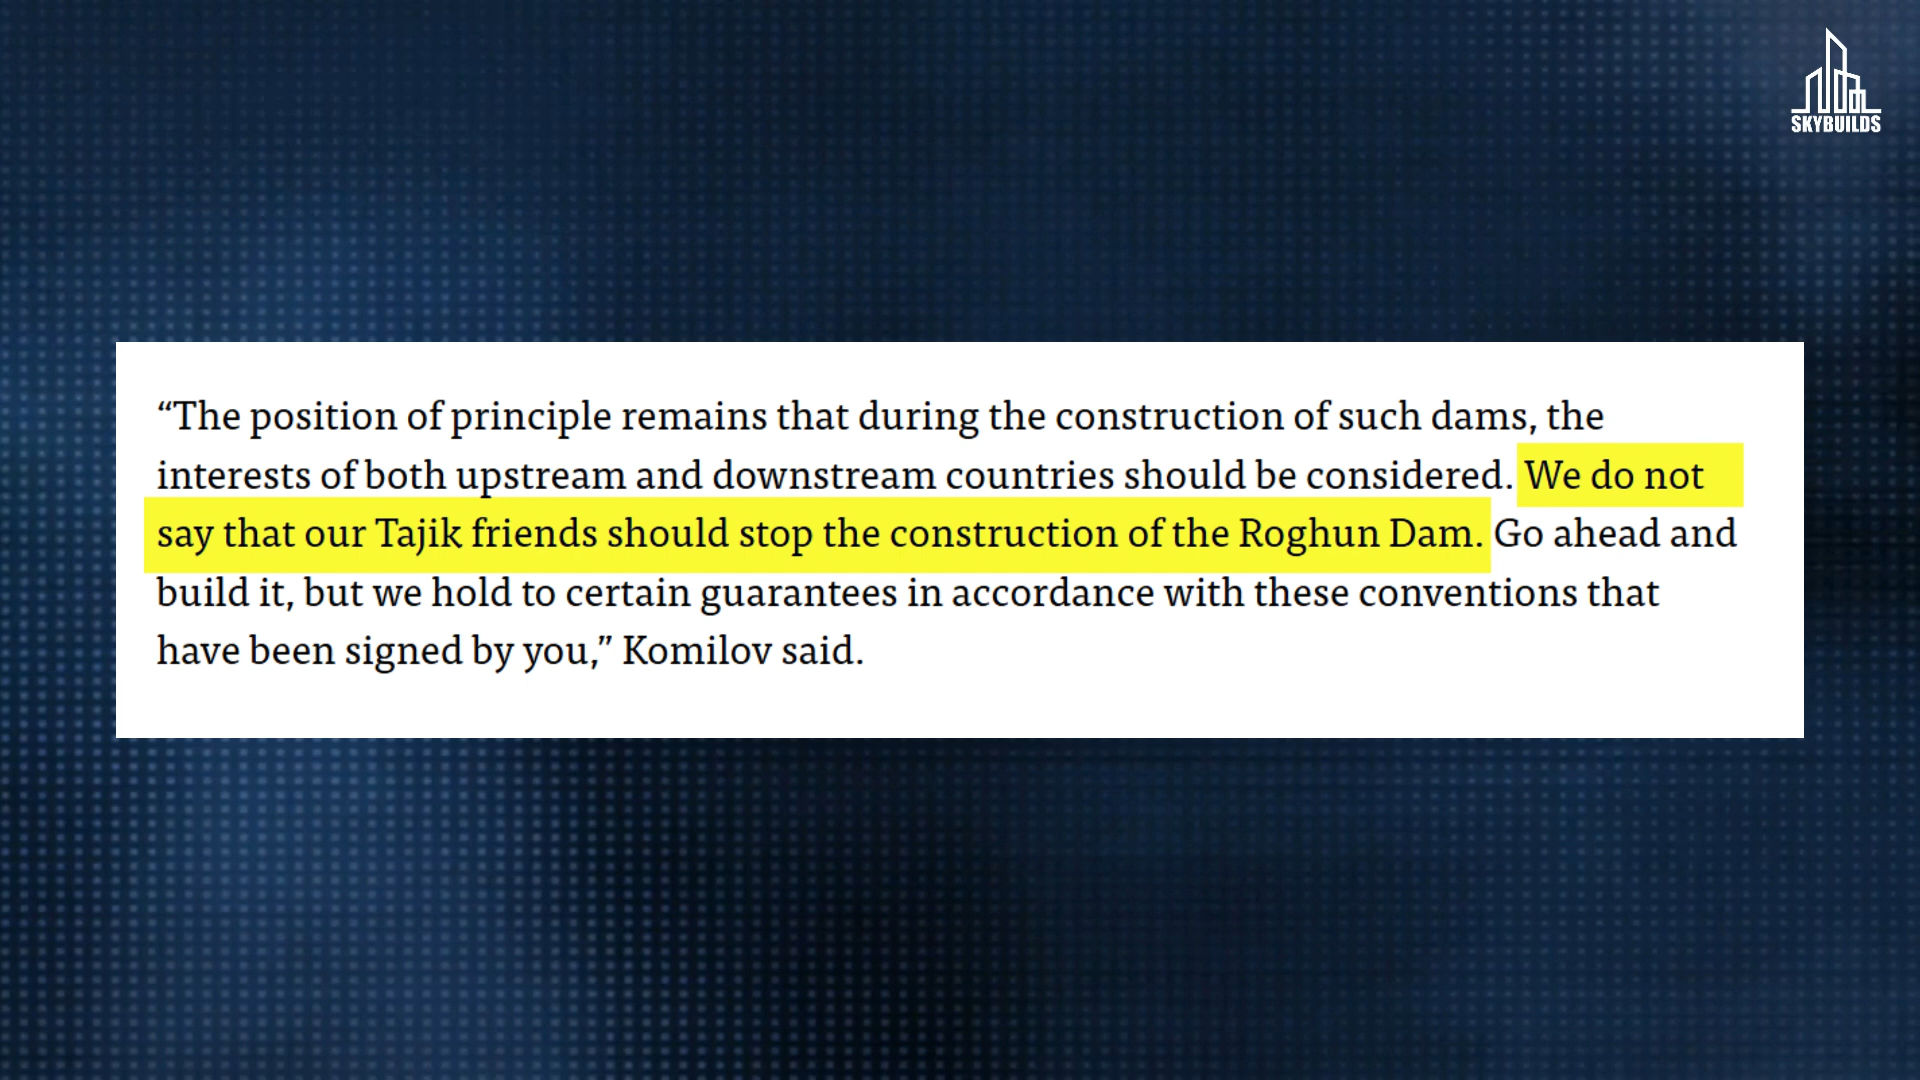 SKYBUILDS
“The position of principle remains that during the construction of such dams, the
interests of both upstream and downstream countries should be considered. We do not
say that our Tajik friends should stop the construction of the Roghun Dam. Go ahead and
build it, but we hold to certain guarantees in accordance with these conventions that
have been signed by you,” Komilov said.